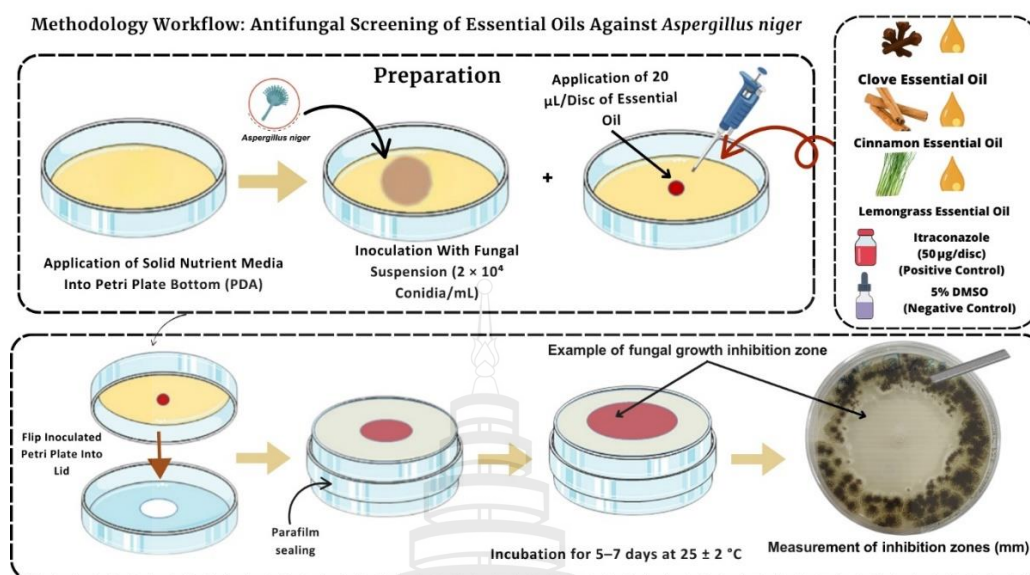 Methodology Workflow: Antifungal Screening of Essential Oils Against Aspergillus niger
Preparation
Aspergillus niger
Application of 20
µL/Disc of Essential
Oil
+
Application of Solid Nutrient Media
Into Petri Plate Bottom (PDA)
Inoculation With Fungal
Suspension (2 × 10⁴
Conidia/mL)
Clove Essential Oil
Cinnamon Essential Oil
Lemongrass Essential Oil
Itraconazole
(50 µg/disc)
(Positive Control)
5% DMSO
(Negative Control)
Flip Inoculated
Petri Plate Into
Lid
Parafilm
sealing
Example of fungal growth inhibition zone
Incubation for 5–7 days at 25 ± 2 °C
Measurement of inhibition zones (mm)